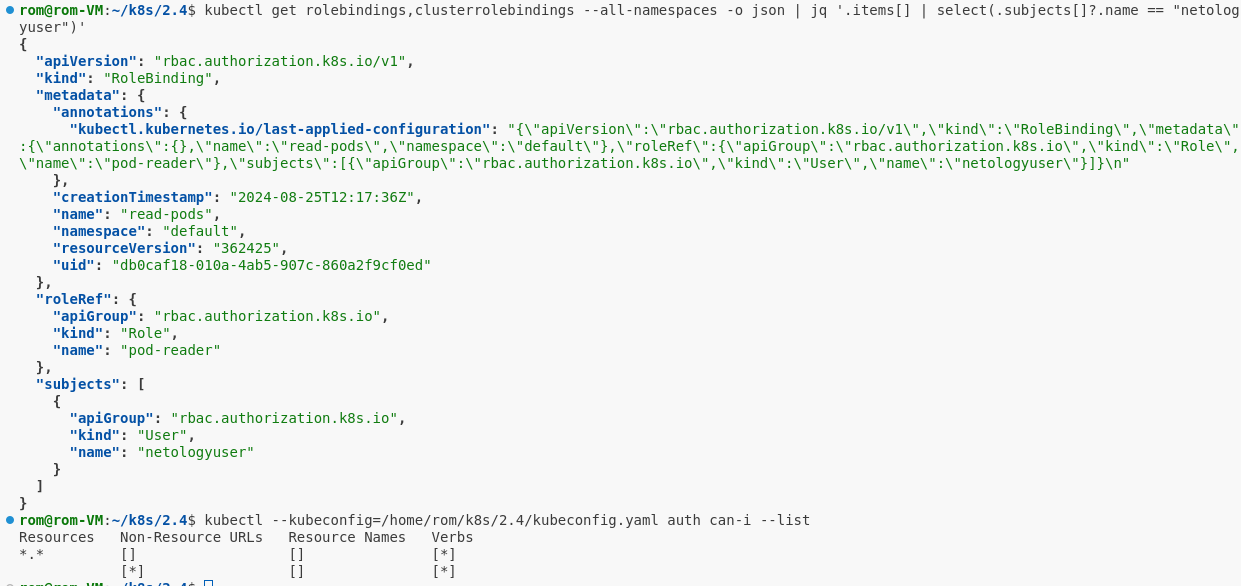 rom@rom-VM:~/k8s/2.4$ kubectl get rolebindings,clusterrolebindings --all-namespaces -o json | jq '.items[] | select(.subjects[]?.name == "netolog
yuser")'
{
  "apiVersion": "rbac.authorization.k8s.io/v1",
  "kind": "RoleBinding",
  "metadata": {
    "annotations": {
      "kubectl.kubernetes.io/last-applied-configuration": "{\"apiVersion\":\"rbac.authorization.k8s.io/v1\",\"kind\":\"RoleBinding\",\"metadata\"
:{\"annotations\":{},\"name\":\"read-pods\",\"namespace\":\"default\"},\"roleRef\":{\"apiGroup\":\"rbac.authorization.k8s.io\",\"kind\":\"Role\",
\"name\":\"pod-reader\"},\"subjects\":[{\"apiGroup\":\"rbac.authorization.k8s.io\",\"kind\":\"User\",\"name\":\"netologyuser\"}]}\n"
    },
    "creationTimestamp": "2024-08-25T12:17:36Z",
    "name": "read-pods",
    "namespace": "default",
    "resourceVersion": "362425",
    "uid": "db0caf18-010a-4ab5-907c-860a2f9cf0ed"
  },
  "roleRef": {
    "apiGroup": "rbac.authorization.k8s.io",
    "kind": "Role",
    "name": "pod-reader"
  },
  "subjects": [
    {
      "apiGroup": "rbac.authorization.k8s.io",
      "kind": "User",
      "name": "netologyuser"
    }
  ]
}
rom@rom-VM:~/k8s/2.4$ kubectl --kubeconfig=/home/rom/k8s/2.4/kubeconfig.yaml auth can-i --list
Resources   Non-Resource URLs   Resource Names   Verbs
*.*         []                  []               [*]
            [*]                 []               [*]
rom@rom-VM:~/k8s/2.4$